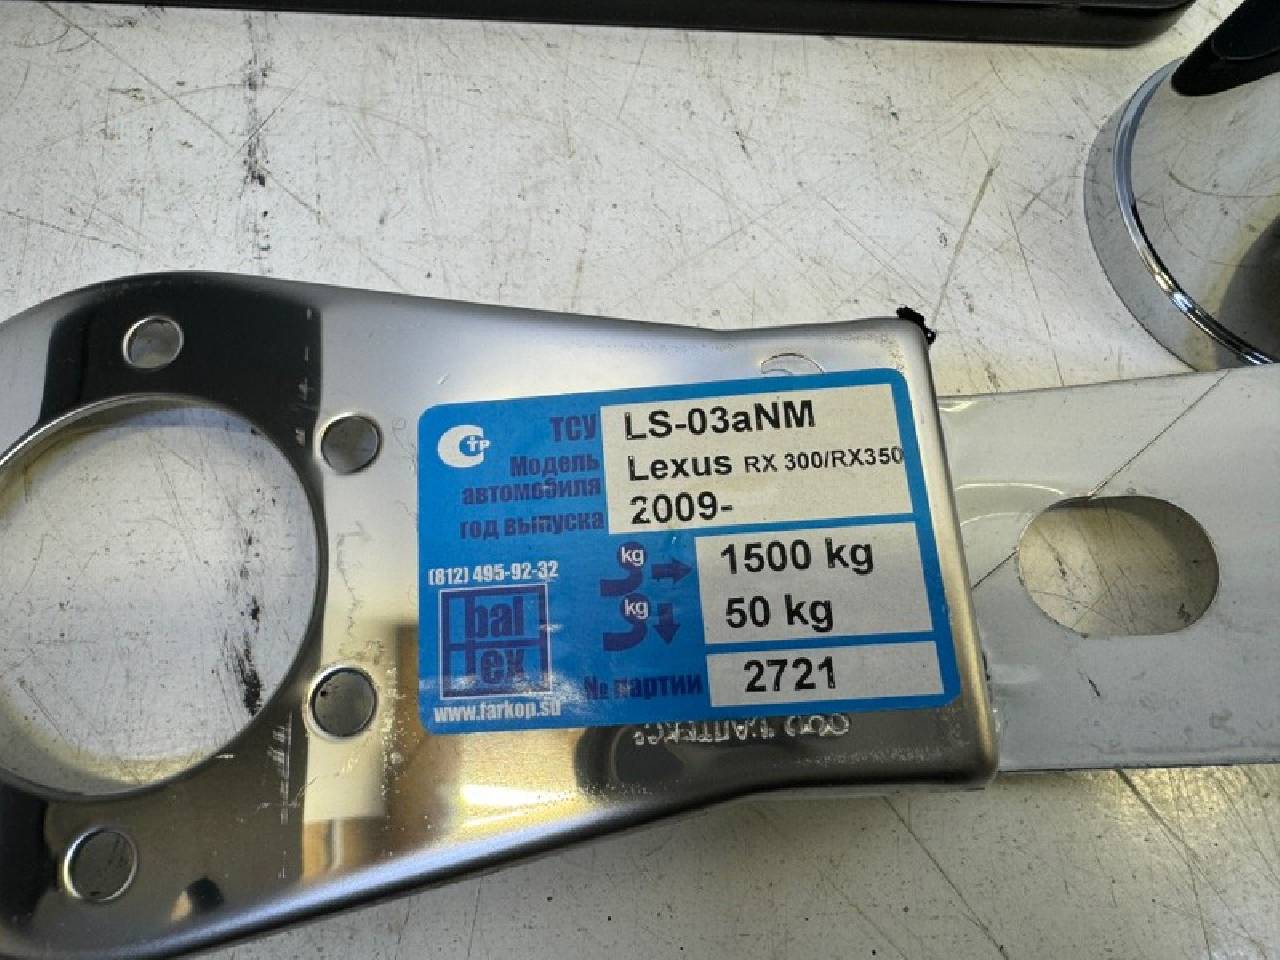 ТСУ LS-03aNM
Модель автомобиля Lexus RX 300/RX350
год выпуска 2009-
kg 1500 kg
kg 50 kg
(812) 495-92-32
bal
ex
№ партии 2721
www.farkop.su